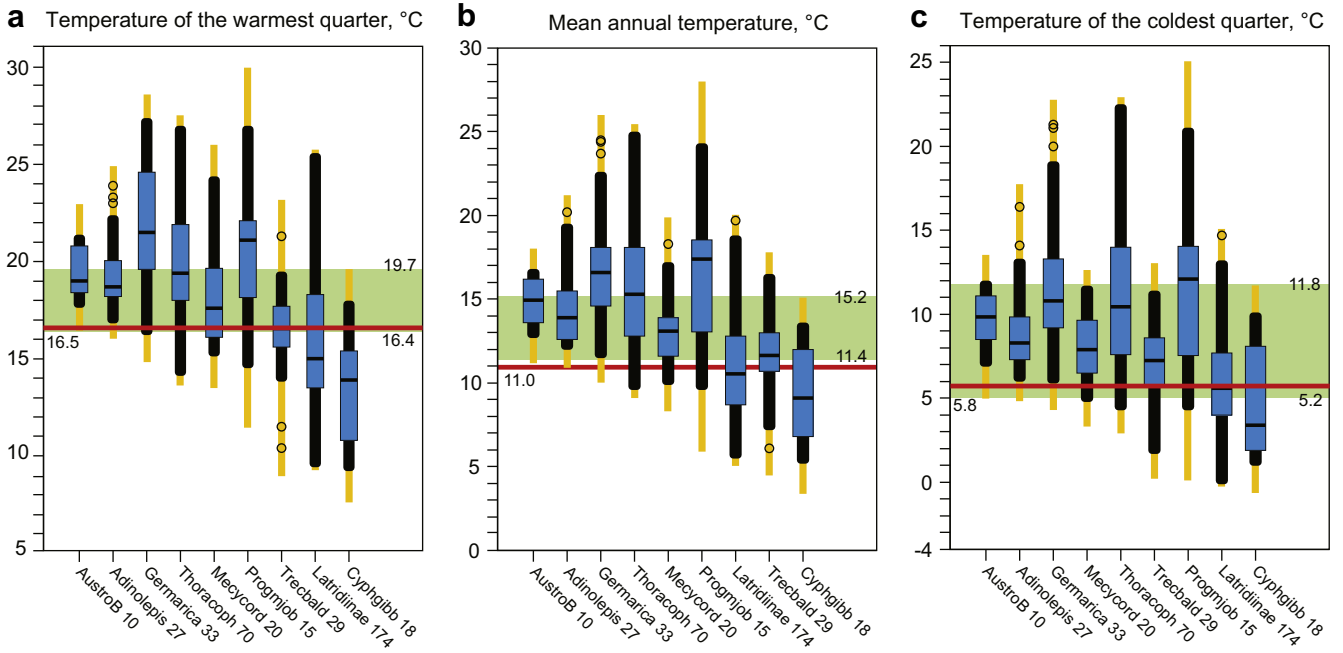 a Temperature of the warmest quarter, °C
30
25
20
15
10
5
19.7
16.5
16.4
AustroB 10
Adinolepis 27
Germarica 33
Thoracoph 70
Mecycord 20
Progmjob 15
Trecbald 29
Latridiinae 174
Cyphgibb 18
b Mean annual temperature, °C
30
25
20
15
10
5
0
15.2
11.4
11.0
AustroB 10
Adinolepis 27
Germarica 33
Thoracoph 70
Mecycord 20
Progmjob 15
Latridiinae 174
Trecbald 29
Cyphgibb 18
c Temperature of the coldest quarter, °C
25
20
15
10
5
0
-4
11.8
5.8
5.2
AustroB 10
Adinolepis 27
Germarica 33
Mecycord 20
Thoracoph 70
Trecbald 29
Progmjob 15
Latridiinae 174
Cyphgibb 18